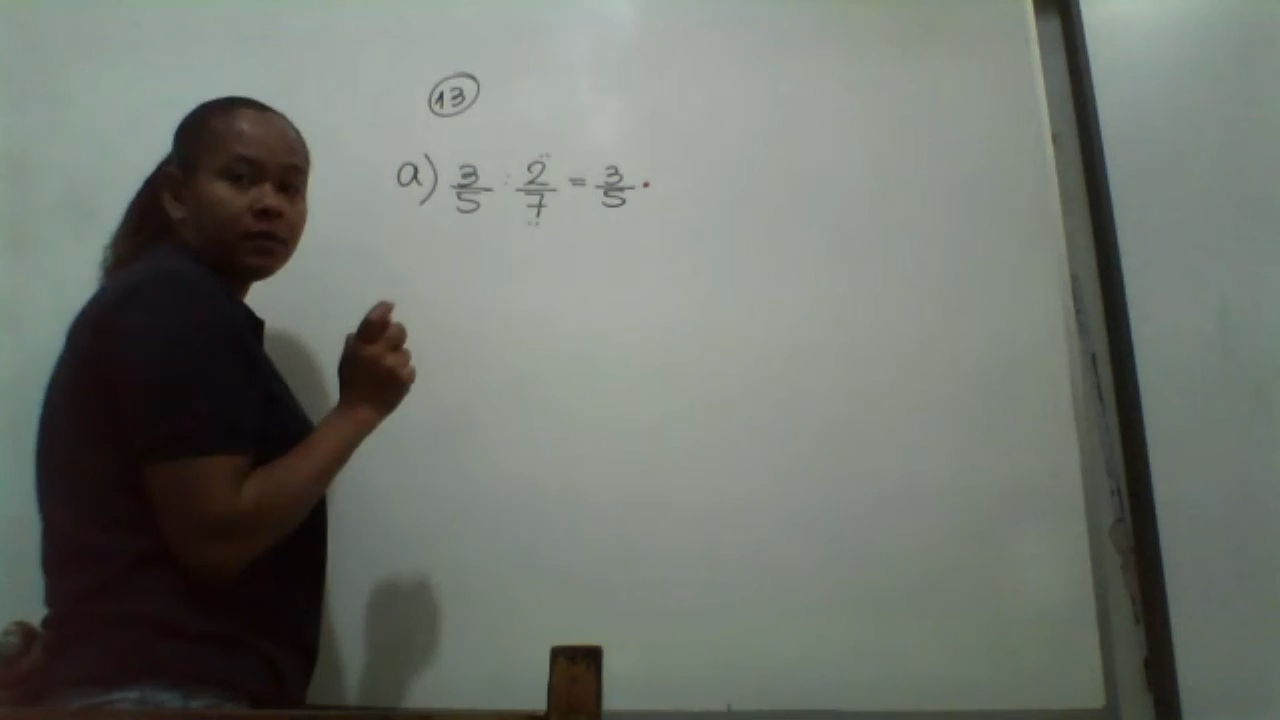 13
a) 3/5 : 2/7 = 3/5 .